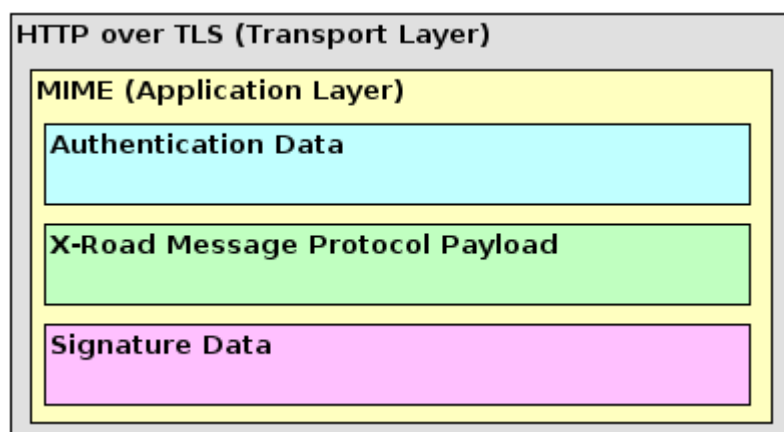 HTTP over TLS (Transport Layer)
MIME (Application Layer)
Authentication Data
X-Road Message Protocol Payload
Signature Data